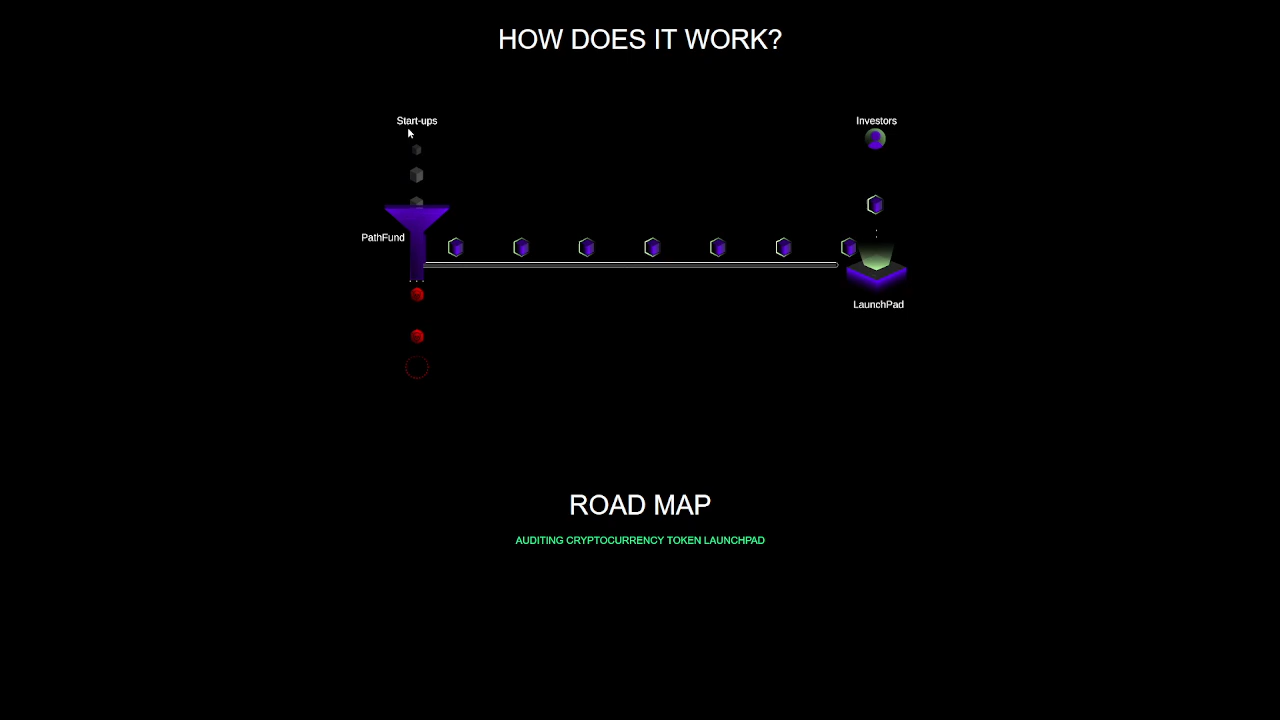 HOW DOES IT WORK?
Start-ups
Investors
PathFund
LaunchPad
ROAD MAP
AUDITING CRYPTOCURRENCY TOKEN LAUNCHPAD